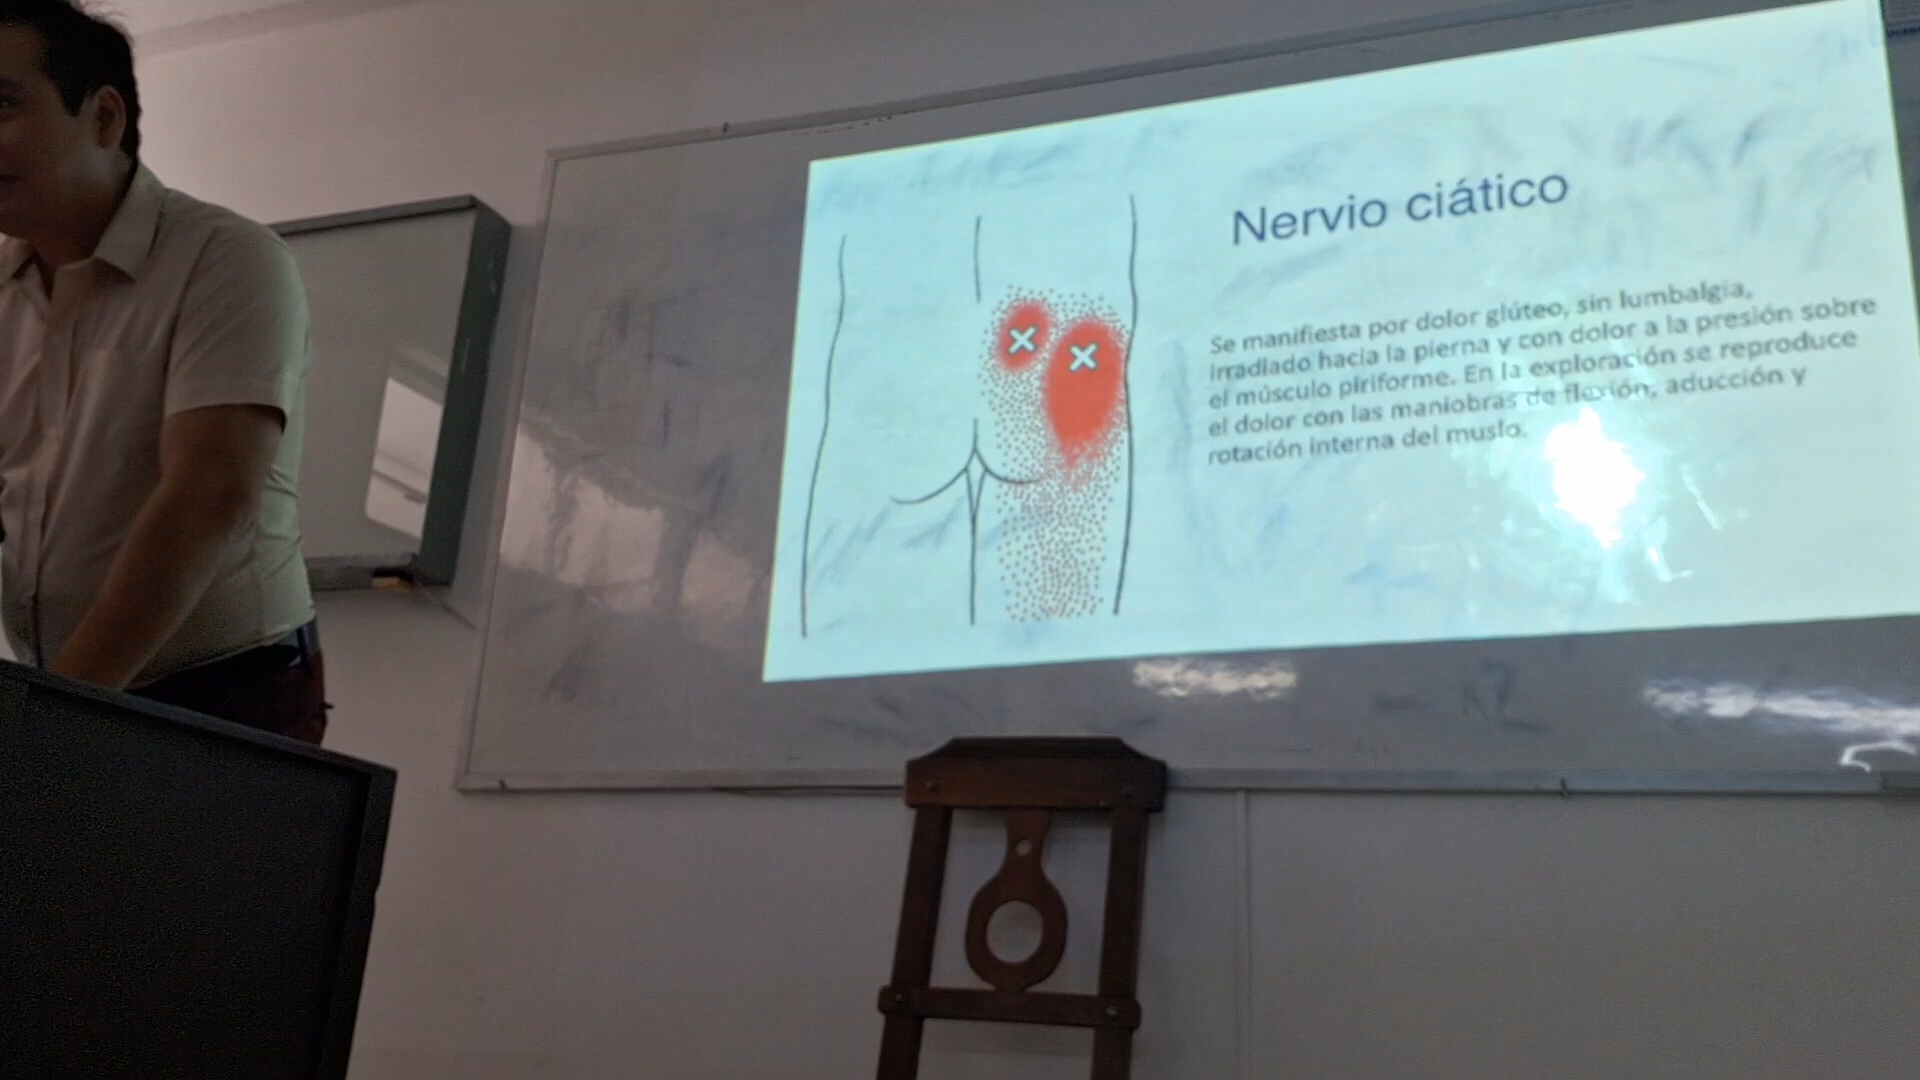 Nervio ciático
Se manifiesta por dolor glúteo, sin lumbalgia,
irradiado hacia la pierna y con dolor a la presión sobre
el músculo piriforme. En la exploración se reproduce
el dolor con las maniobras de flexión, aducción y
rotación interna del muslo.